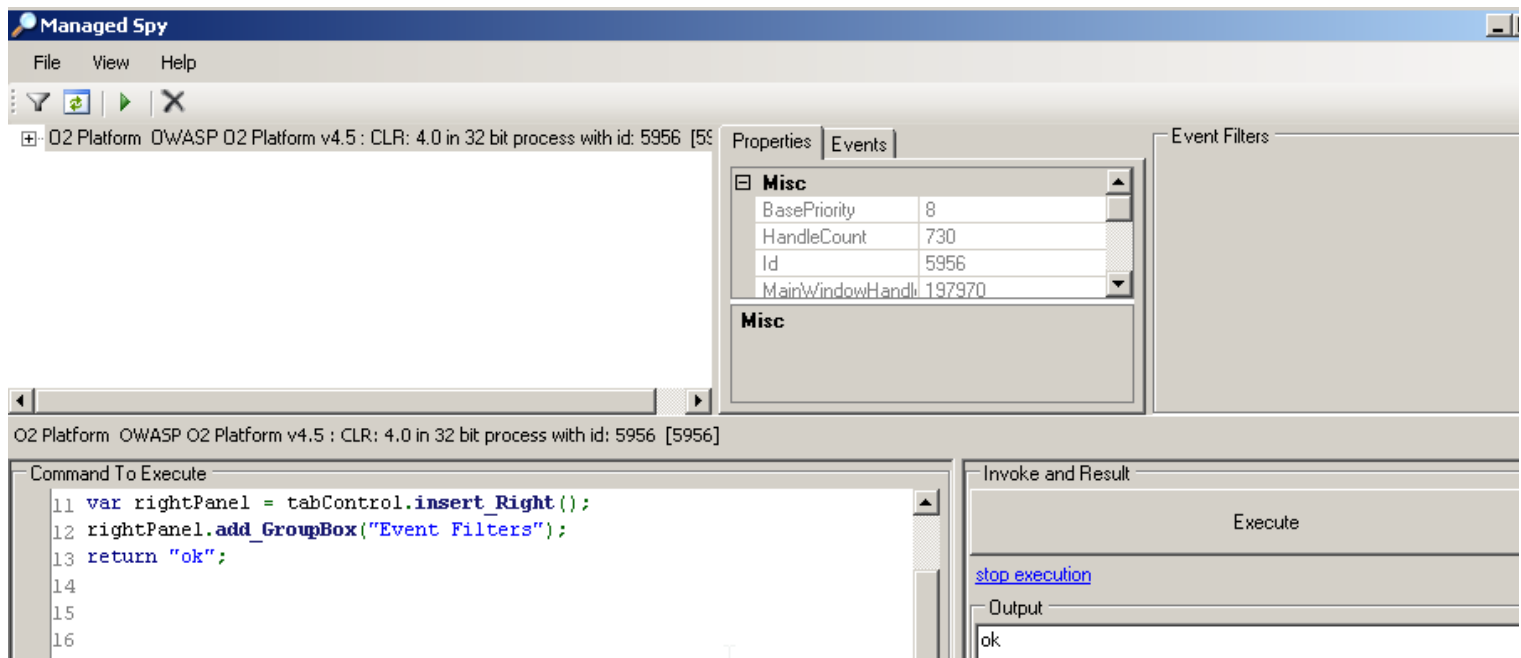 Managed Spy
File View Help
O2 Platform OWASP O2 Platform v4.5 : CLR: 4.0 in 32 bit process with id: 5956 [59
Properties Events
Misc
BasePriority 8
HandleCount 730
Id 5956
MainWindowHandl 197970
Misc
Event Filters
O2 Platform OWASP O2 Platform v4.5 : CLR: 4.0 in 32 bit process with id: 5956 [5956]
Command To Execute
11 var rightPanel = tabControl.insert_Right();
12 rightPanel.add_GroupBox("Event Filters");
13 return "ok";
14
15
16
Invoke and Result
Execute
stop execution
Output
ok